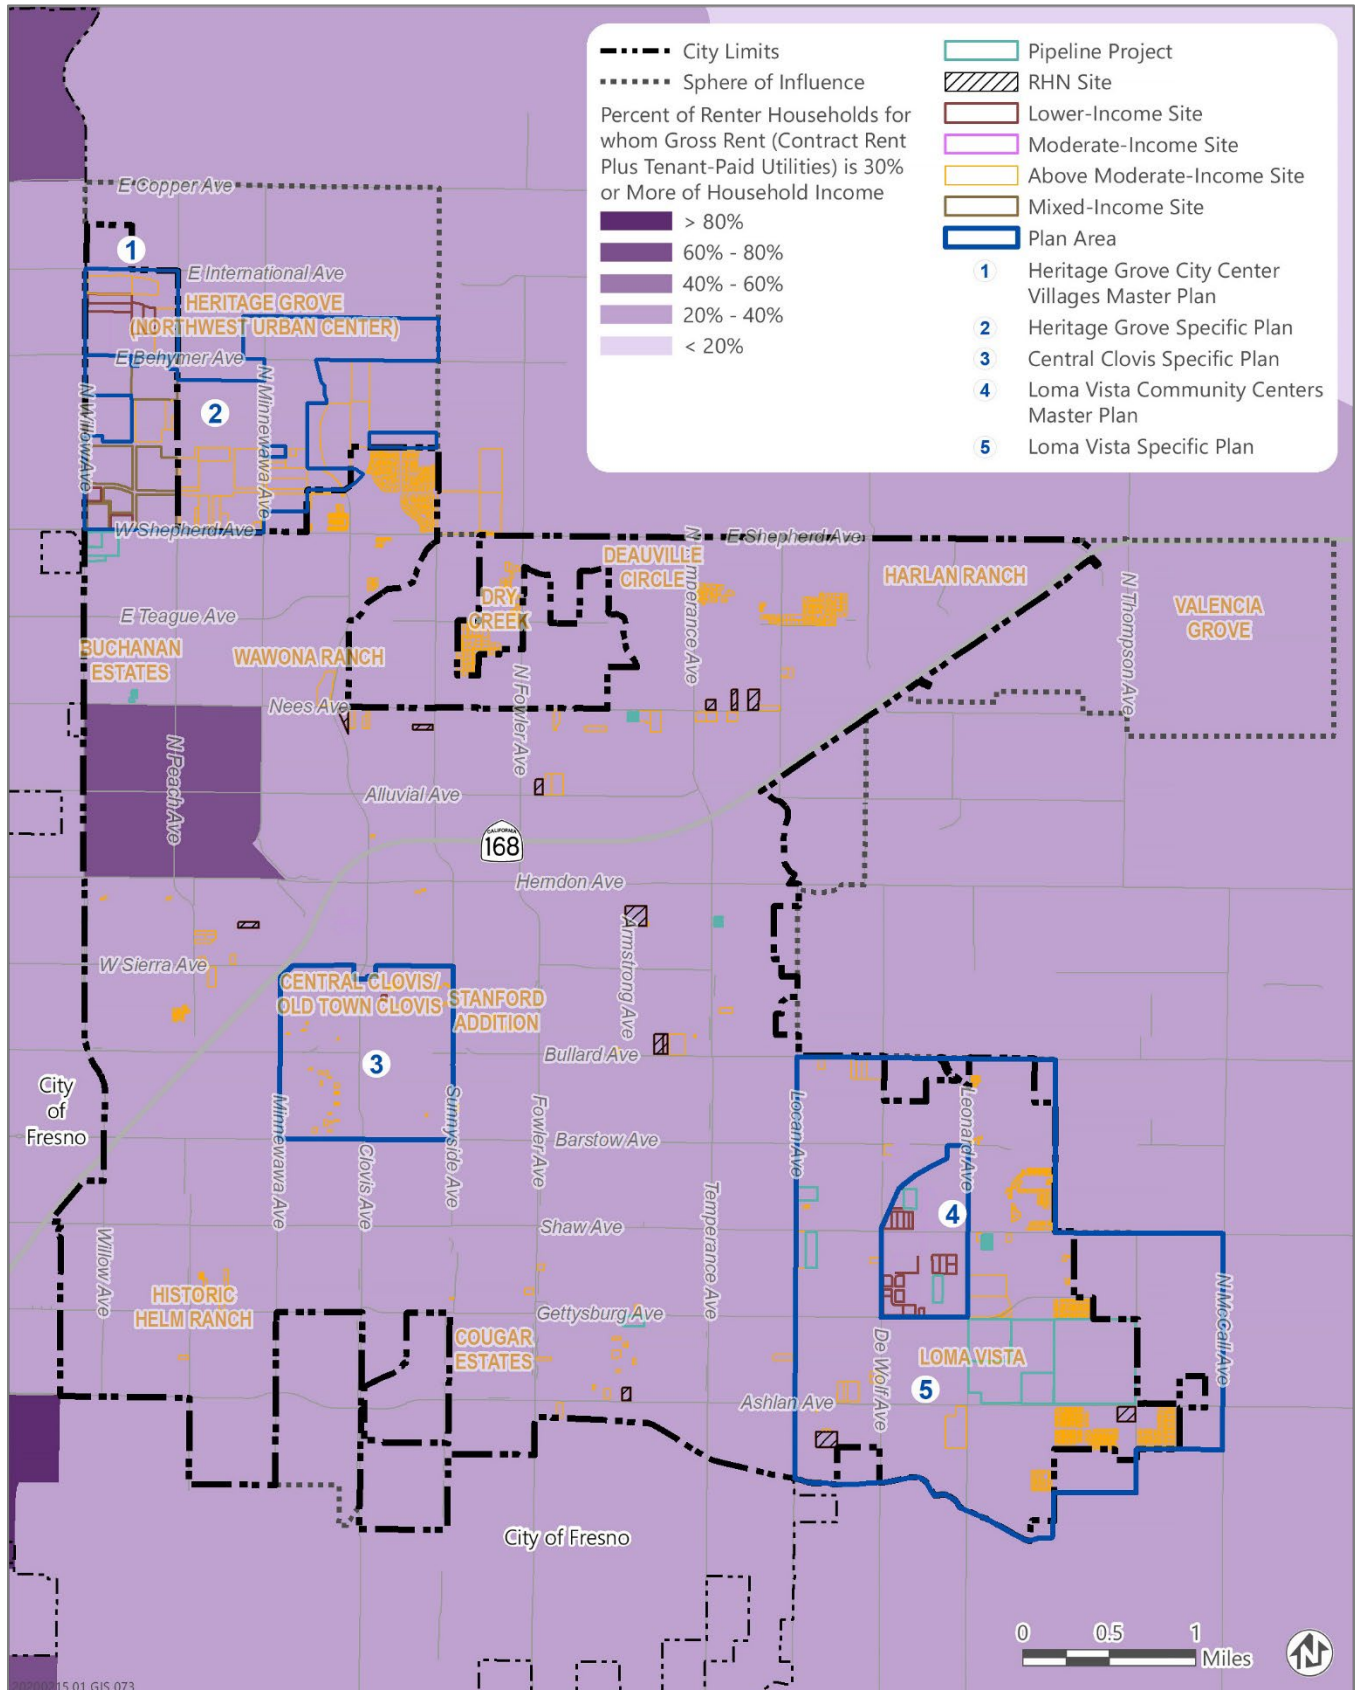 City Limits
Sphere of Influence
Percent of Renter Households for
whom Gross Rent (Contract Rent
Plus Tenant-Paid Utilities) is 30%
or More of Household Income
> 80%
60% - 80%
40% - 60%
20% - 40%
< 20%
Pipeline Project
RHN Site
Lower-Income Site
Moderate-Income Site
Above Moderate-Income Site
Mixed-Income Site
Plan Area
1 Heritage Grove City Center
Villages Master Plan
2 Heritage Grove Specific Plan
3 Central Clovis Specific Plan
4 Loma Vista Community Centers
Master Plan
5 Loma Vista Specific Plan
E Copper Ave
1
E International Ave
HERITAGE GROVE
(NORTHWEST URBAN CENTER)
E Behymer Ave
N Willow Ave
2
N Minnewawa Ave
W Shepherd Ave
E Shepherd Ave
DEAUVILLE
CIRCLE
N Temperance Ave
HARLAN RANCH
N Thompson Ave
VALENCIA
GROVE
DRY
CREEK
E Teague Ave
BUCHANAN
ESTATES
WAWONA RANCH
N Fowler Ave
Nees Ave
N Peach Ave
Alluvial Ave
CALIFORNIA
168
Herndon Ave
Armstrong Ave
W Sierra Ave
CENTRAL CLOVIS/
OLD TOWN CLOVIS
STANFORD
ADDITION
3
Bullard Ave
City
of
Fresno
Minnewawa Ave
Clovis Ave
Sunnyside Ave
Fowler Ave
Barstow Ave
Locan Ave
Leonard Ave
4
Shaw Ave
Temperance Ave
Willow Ave
HISTORIC
HELM RANCH
Gettysburg Ave
COUGAR
ESTATES
De Wolf Ave
LOMA VISTA
5
N McCall Ave
Ashlan Ave
City of Fresno
0 0.5 1
Miles
N
20200215.01 GIS 073